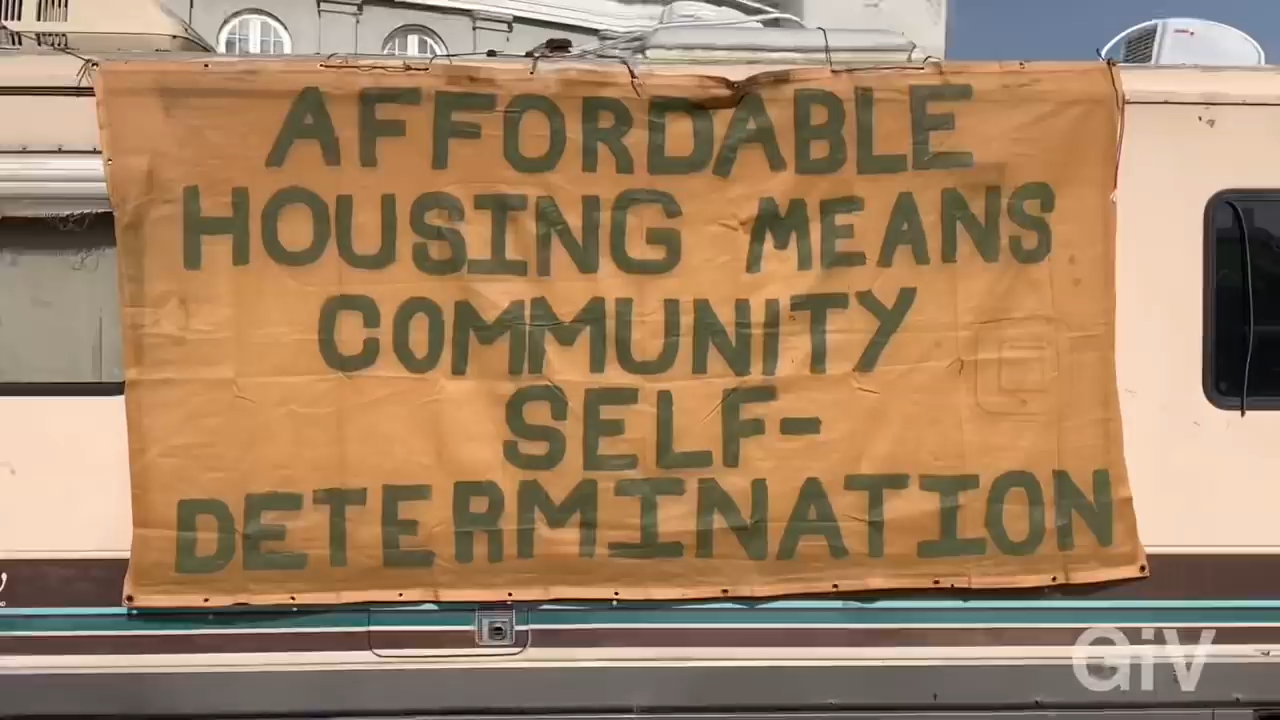 AFFORDABLE
HOUSING MEANS
COMMUNITY
SELF-
DETERMINATION
GiV